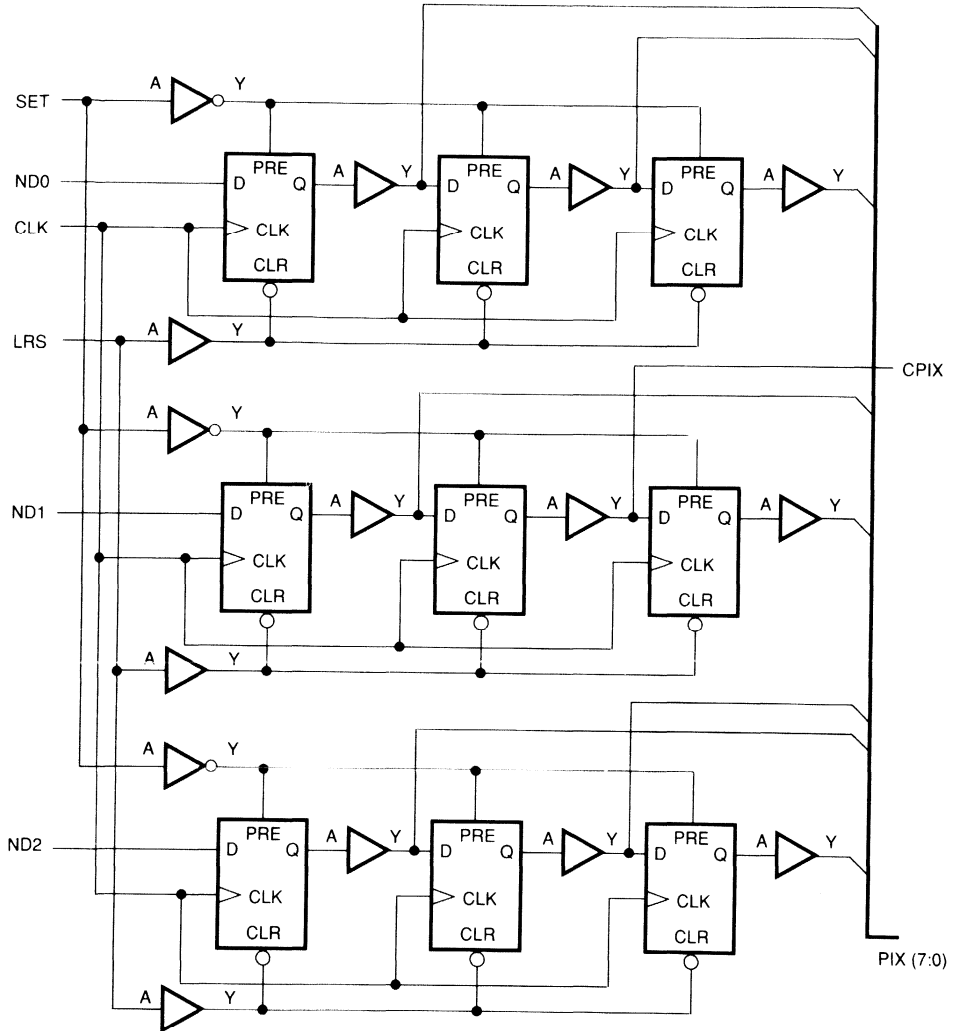 A Y
SET
PRE PRE PRE
A Y A Y A Y
ND0 D Q D Q D Q
CLK CLK CLK CLK
CLR CLR CLR
A Y
LRS
CPIX
A Y
PRE PRE PRE
A Y A Y A Y
ND1 D Q D Q D Q
CLK CLK CLK
CLR CLR CLR
A Y
A Y
PRE PRE PRE
A Y A Y A Y
ND2 D Q D Q D Q
CLK CLK CLK
CLR CLR CLR
PIX (7:0)
A Y